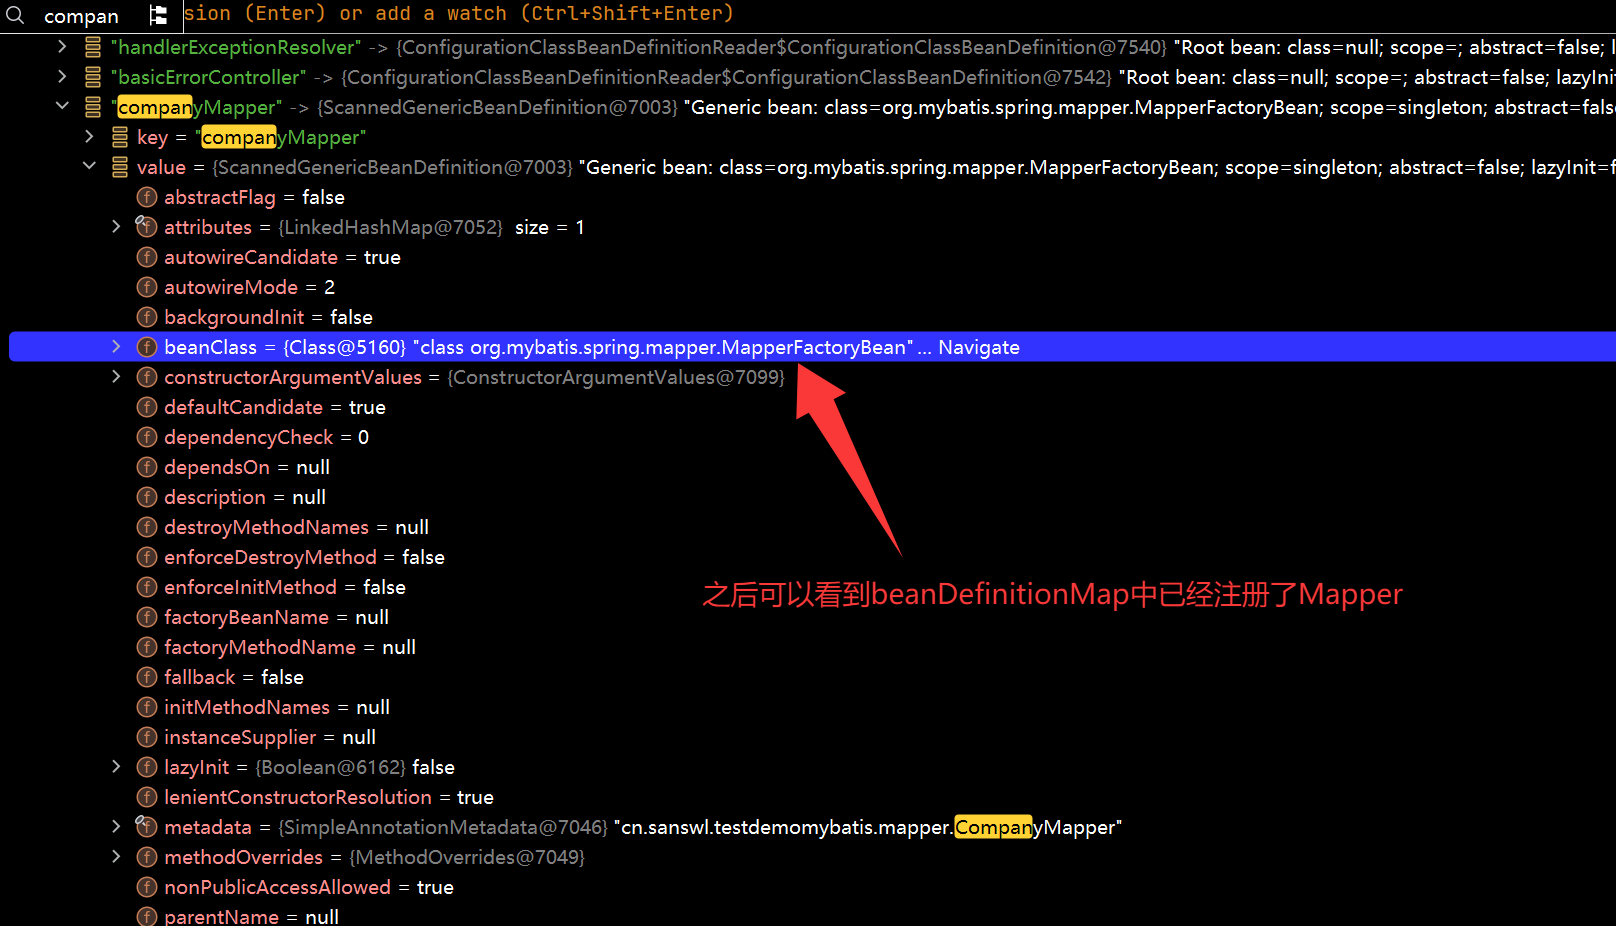 compan
sion (Enter) or add a watch (Ctrl+Shift+Enter)
"handlerExceptionResolver" -> {ConfigurationClassBeanDefinitionReader$ConfigurationClassBeanDefinition@7540} "Root bean: class=null; scope=; abstract=false; l
"basicErrorController" -> {ConfigurationClassBeanDefinitionReader$ConfigurationClassBeanDefinition@7542} "Root bean: class=null; scope=; abstract=false; lazyInit
"companyMapper" -> {ScannedGenericBeanDefinition@7003} "Generic bean: class=org.mybatis.spring.mapper.MapperFactoryBean; scope=singleton; abstract=fals
key = "companyMapper"
value = {ScannedGenericBeanDefinition@7003} "Generic bean: class=org.mybatis.spring.mapper.MapperFactoryBean; scope=singleton; abstract=false; lazyInit=f
abstractFlag = false
attributes = {LinkedHashMap@7052} size = 1
autowireCandidate = true
autowireMode = 2
backgroundInit = false
beanClass = {Class@5160} "class org.mybatis.spring.mapper.MapperFactoryBean" ... Navigate
constructorArgumentValues = {ConstructorArgumentValues@7099}
defaultCandidate = true
dependencyCheck = 0
dependsOn = null
description = null
destroyMethodNames = null
enforceDestroyMethod = false
enforceInitMethod = false
之后可以看到beanDefinitionMap中已经注册了Mapper
factoryBeanName = null
factoryMethodName = null
fallback = false
initMethodNames = null
instanceSupplier = null
lazyInit = {Boolean@6162} false
lenientConstructorResolution = true
metadata = {SimpleAnnotationMetadata@7046} "cn.sanswl.testdemomybatis.mapper.CompanyMapper"
methodOverrides = {MethodOverrides@7049}
nonPublicAccessAllowed = true
parentName = null